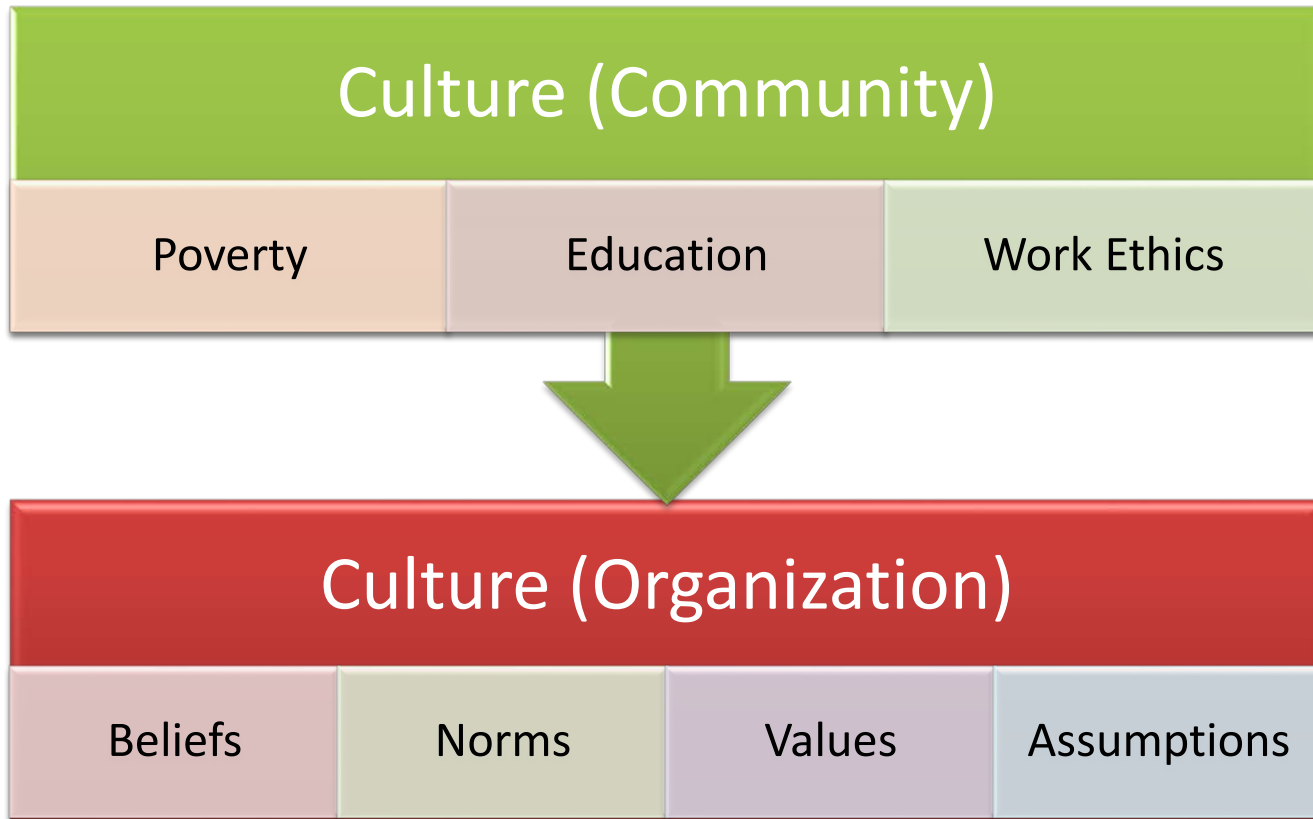 Culture (Community)
Poverty
Education
Work Ethics
Culture (Organization)
Beliefs
Norms
Values
Assumptions